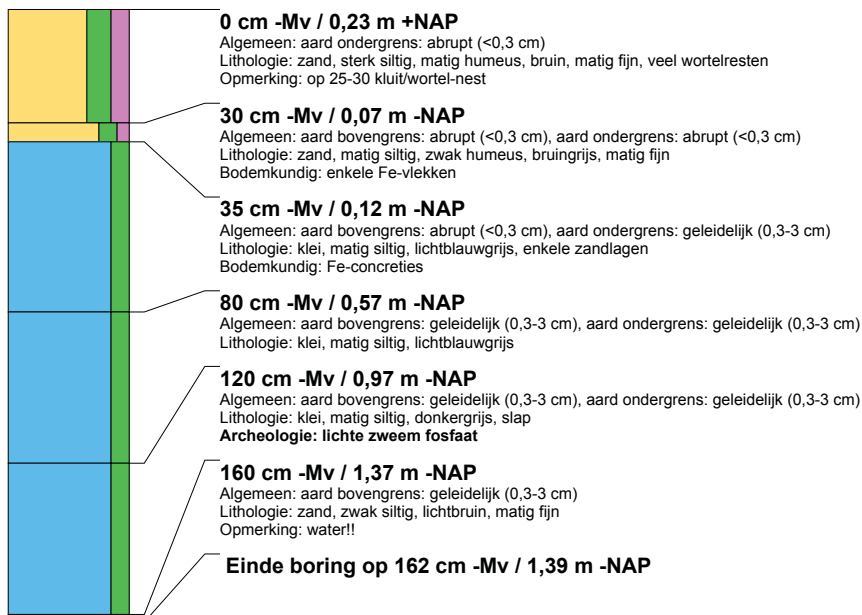 0 cm -Mv / 0,23 m +NAP
Algemeen: aard ondergrens: abrupt (<0,3 cm)
Lithologie: zand, sterk siltig, matig humeus, bruin, matig fijn, veel wortelresten
Opmerking: op 25-30 kluit/wortel-nest
30 cm -Mv / 0,07 m -NAP
Algemeen: aard bovengrens: abrupt (<0,3 cm), aard ondergrens: abrupt (<0,3 cm)
Lithologie: zand, matig siltig, zwak humeus, bruingrijs, matig fijn
Bodemkundig: enkele Fe-vlekken
35 cm -Mv / 0,12 m -NAP
Algemeen: aard bovengrens: abrupt (<0,3 cm), aard ondergrens: geleidelijk (0,3-3 cm)
Lithologie: klei, matig siltig, lichtblauwgrijs, enkele zandlagen
Bodemkundig: Fe-concreties
80 cm -Mv / 0,57 m -NAP
Algemeen: aard bovengrens: geleidelijk (0,3-3 cm), aard ondergrens: geleidelijk (0,3-3 cm)
Lithologie: klei, matig siltig, lichtblauwgrijs
120 cm -Mv / 0,97 m -NAP
Algemeen: aard bovengrens: geleidelijk (0,3-3 cm), aard ondergrens: geleidelijk (0,3-3 cm)
Lithologie: klei, matig siltig, donkergrijs, slap
Archeologie: lichte zweem fosfaat
160 cm -Mv / 1,37 m -NAP
Algemeen: aard bovengrens: geleidelijk (0,3-3 cm)
Lithologie: zand, zwak siltig, lichtbruin, matig fijn
Opmerking: water!!
Einde boring op 162 cm -Mv / 1,39 m -NAP